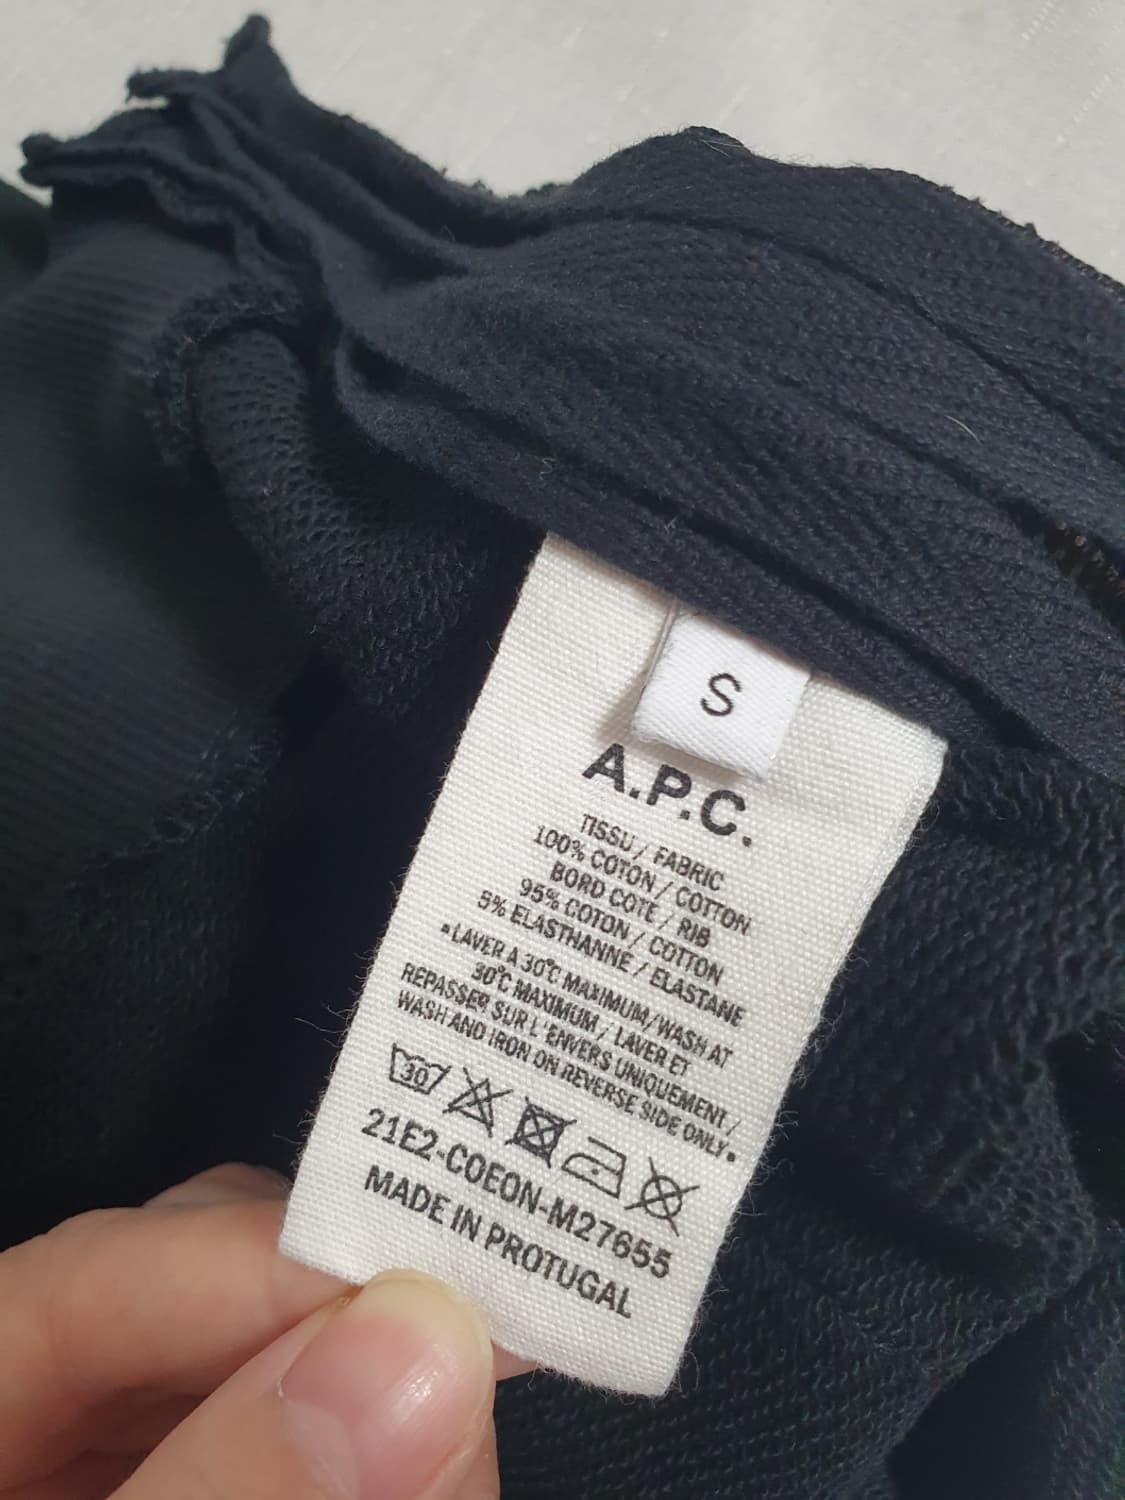 S
A.P.C.
TISSU / FABRIC
100% COTON / COTTON
BORD COTE / RIB
95% COTON / COTTON
5% ELASTHANNE / ELASTANE
•LAVER A 30°C MAXIMUM/WASH AT
30°C MAXIMUM / LAVER ET
REPASSER SUR L'ENVERS UNIQUEMENT /
WASH AND IRON ON REVERSE SIDE ONLY•
30
21E2-COEON-M27655
MADE IN PROTUGAL